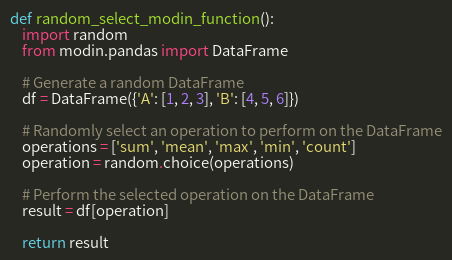 def random_select_modin_function():
    import random
    from modin.pandas import DataFrame

    # Generate a random DataFrame
    df = DataFrame({'A': [1, 2, 3], 'B': [4, 5, 6]})

    # Randomly select an operation to perform on the DataFrame
    operations = ['sum', 'mean', 'max', 'min', 'count']
    operation = random.choice(operations)

    # Perform the selected operation on the DataFrame
    result = df[operation]

    return result